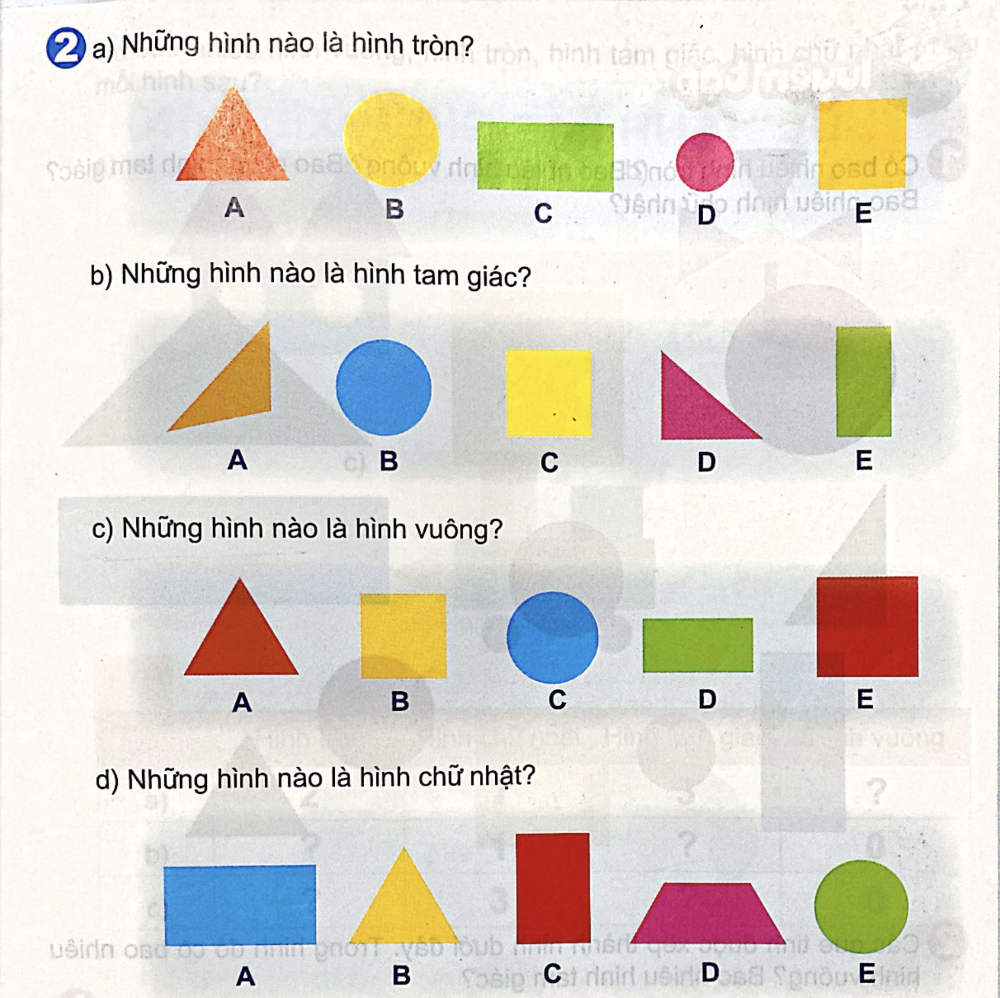 2 a) Những hình nào là hình tròn?
A B C D E
b) Những hình nào là hình tam giác?
A B C D E
c) Những hình nào là hình vuông?
A B C D E
d) Những hình nào là hình chữ nhật?
A B C D E